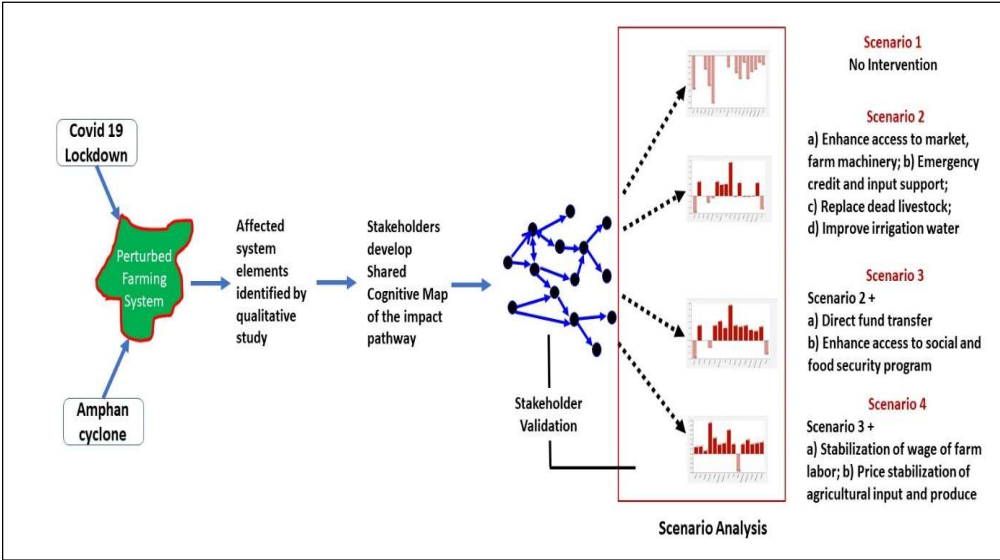 Covid 19
Lockdown
Perturbed
Farming
System
Amphan
cyclone
Affected
system
elements
identified by
qualitative
study
Stakeholders
develop
Shared
Cognitive Map
of the impact
pathway
Stakeholder
Validation
Scenario Analysis
Scenario 1
No Intervention
Scenario 2
a) Enhance access to market,
farm machinery; b) Emergency
credit and input support;
c) Replace dead livestock;
d) Improve irrigation water
Scenario 3
Scenario 2 +
a) Direct fund transfer
b) Enhance access to social and
food security program
Scenario 4
Scenario 3 +
a) Stabilization of wage of farm
labor; b) Price stabilization of
agricultural input and produce